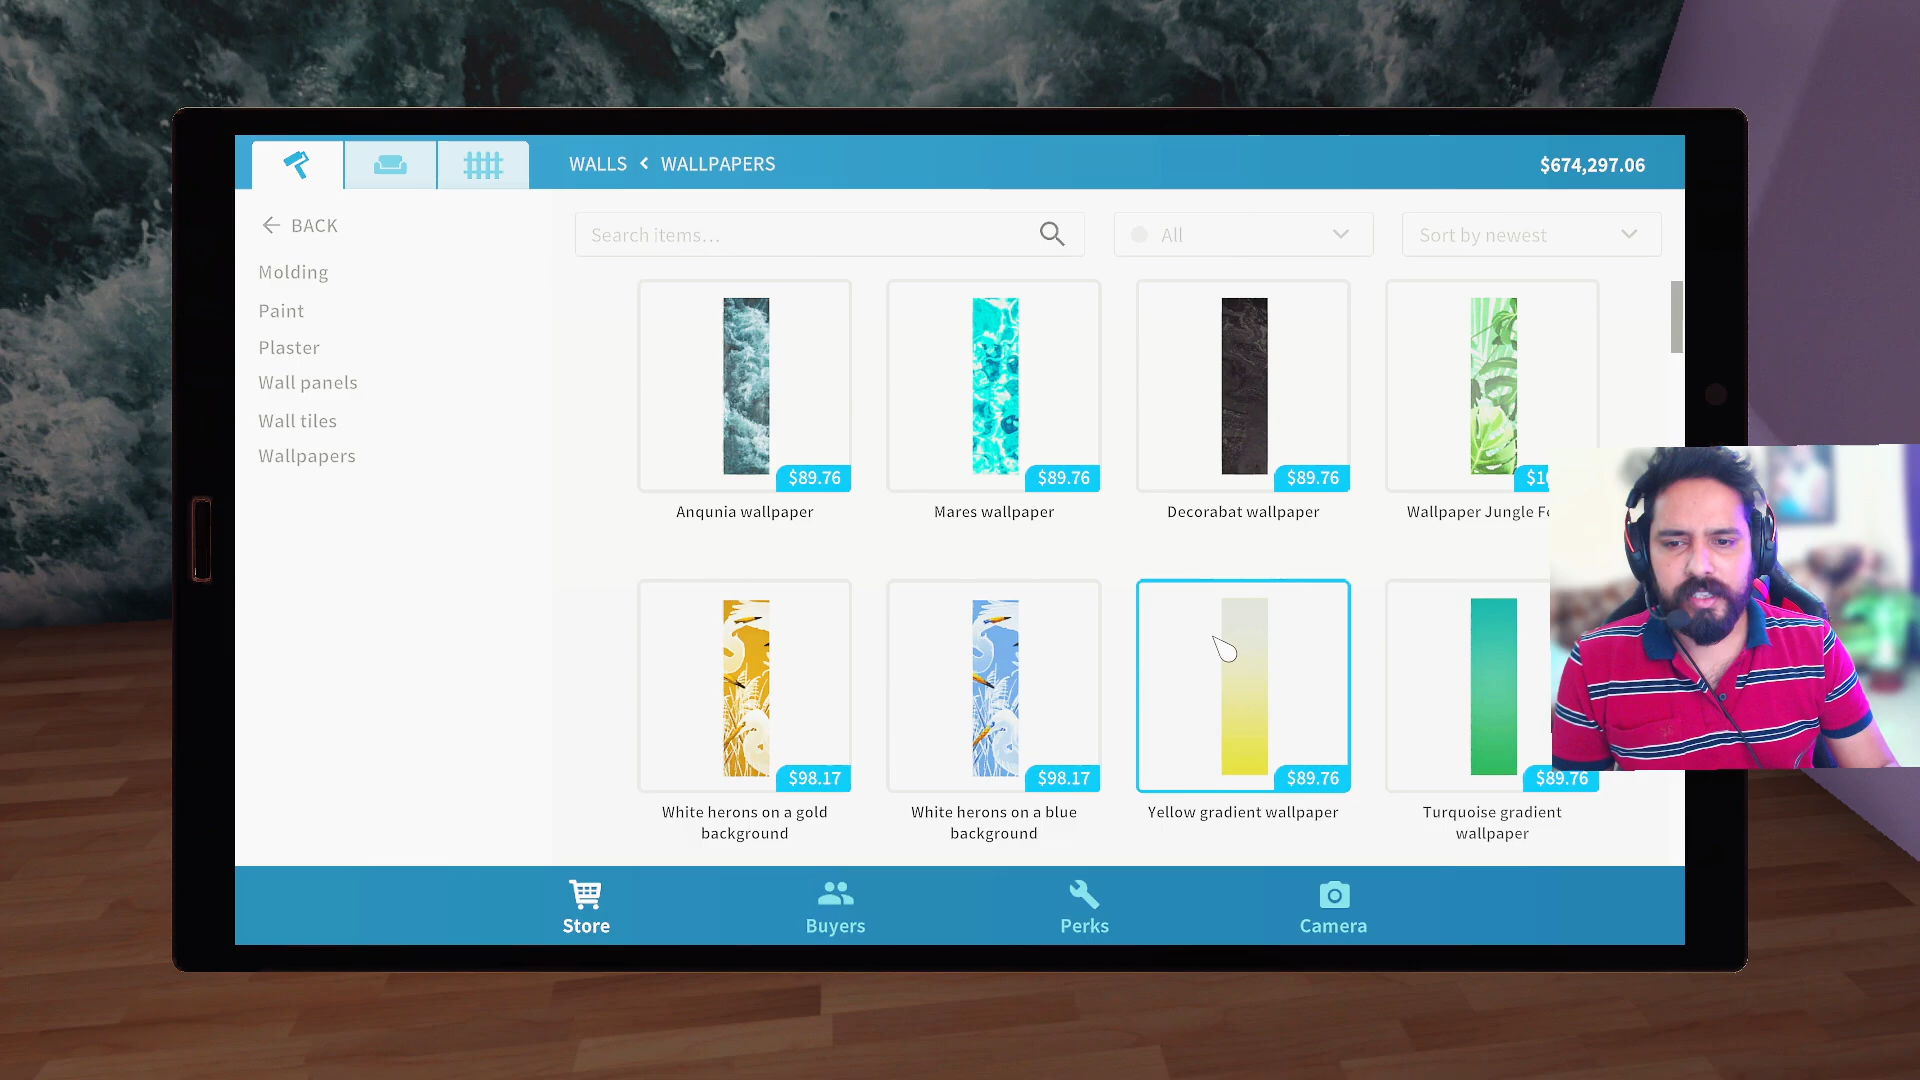 WALLS < WALLPAPERS
$674,297.06
BACK
Molding
Paint
Plaster
Wall panels
Wall tiles
Wallpapers
Search items...
All
Sort by newest
$89.76
$89.76
$89.76
Anqunia wallpaper
Mares wallpaper
Decorabat wallpaper
Wallpaper Jungle
$98.17
$98.17
$89.76
$89.76
White herons on a gold background
White herons on a blue background
Yellow gradient wallpaper
Turquoise gradient wallpaper
Store
Buyers
Perks
Camera